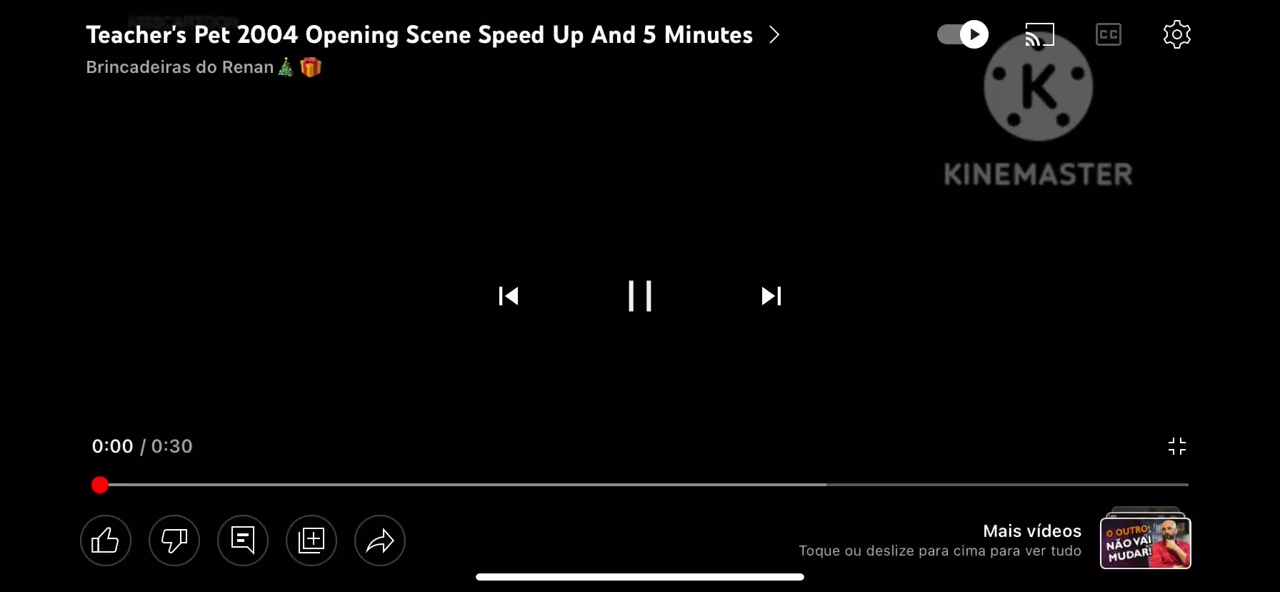 Teacher's Pet 2004 Opening Scene Speed Up And 5 Minutes
Brincadeiras do Renan🎄🎁
CC
K
KINEMASTER
0:00 / 0:30
Mais vídeos
Toque ou deslize para cima para ver tudo
O OUTRO
NÃO VAI
MUDAR!